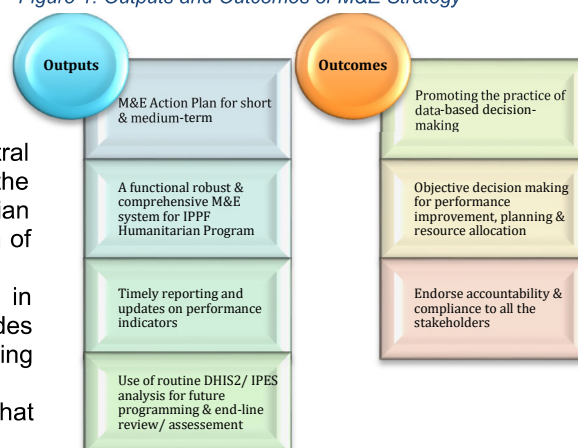 Figure 1: Outputs and Outcomes of M&E Strategy
Outputs
M&E Action Plan for short
& medium-term
A functional robust &
comprehensive M&E
system for IPPF
Humanitarian Program
Timely reporting and
updates on performance
indicators
Use of routine DHIS2/ IPES
analysis for future
programming & end-line
review/ assessement
Outcomes
Promoting the practice of
data-based decision-
making
Objective decision making
for performance
improvement, planning &
resource allocation
Endorse accountability &
compliance to all the
stakeholders
tral
the
ian
of
in
des
ing
hat